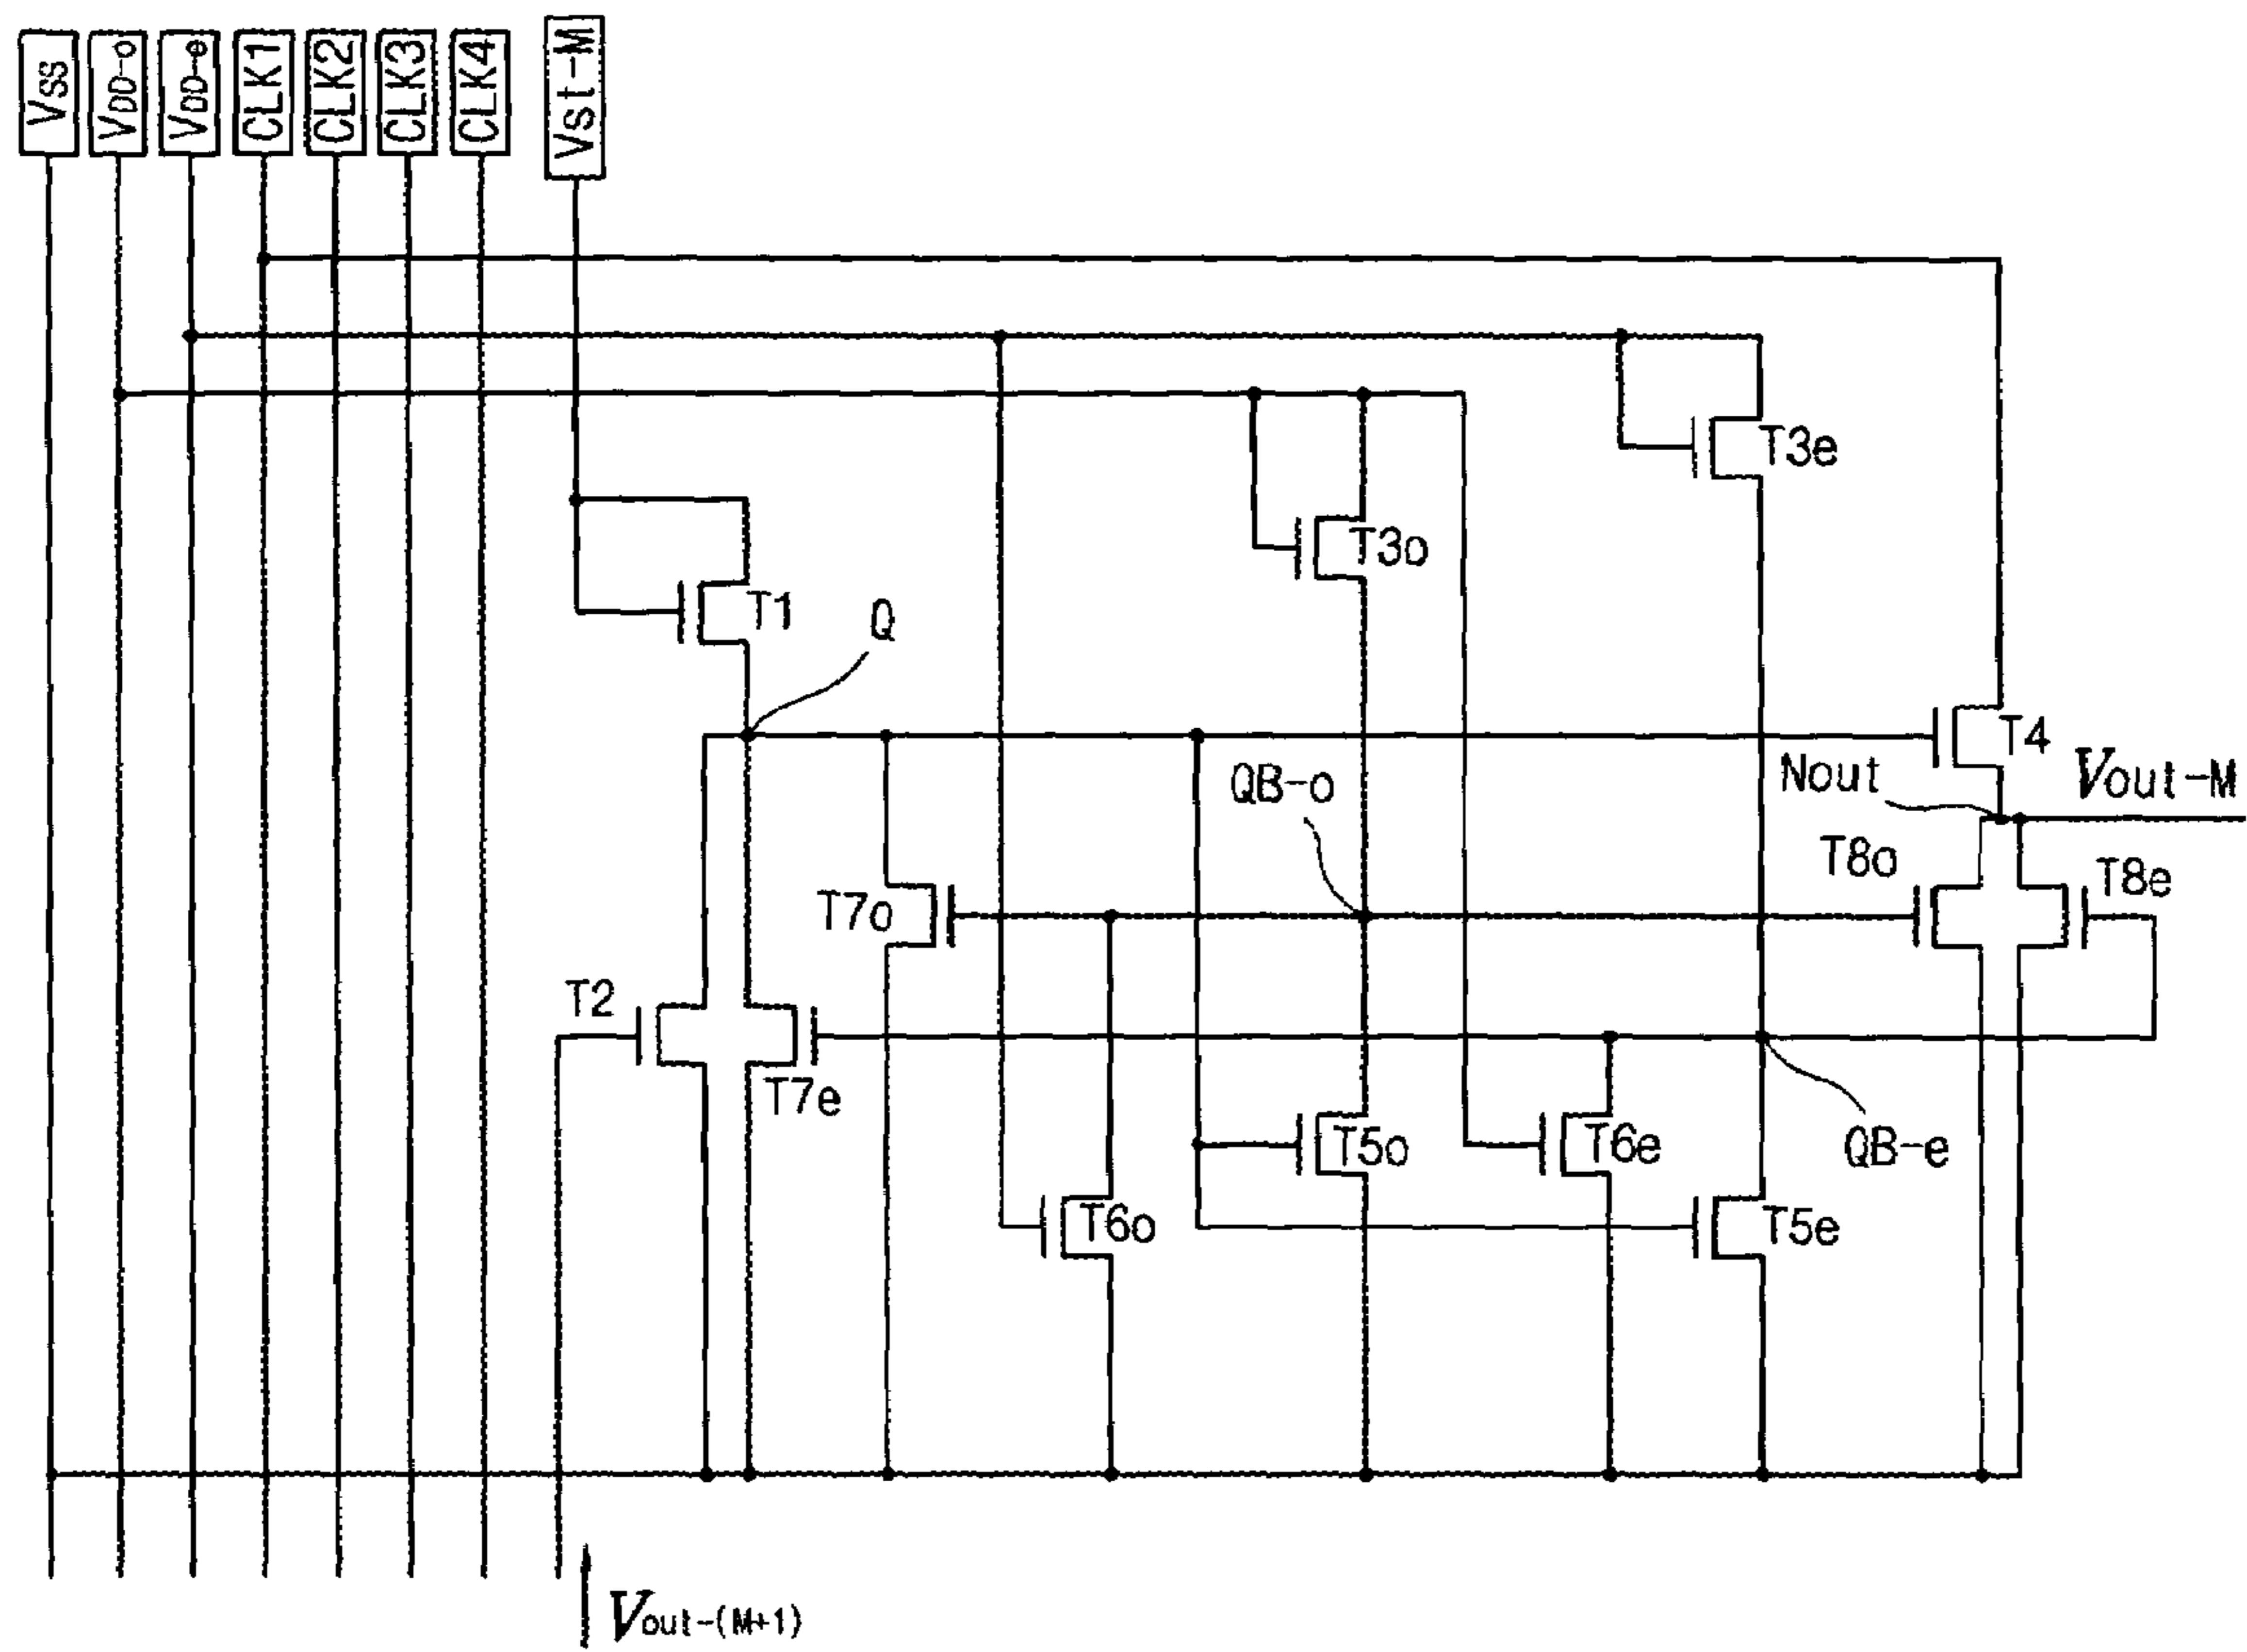 Vss
VDD-o
VDD-e
CLK1
CLK2
CLK3
CLK4
Vst-M
T3e
T3o
T1
Q
T4
QB-o
Nout
Vout-M
T8o
T8e
T7o
T2
T7e
T5o
T6e
QB-e
T6o
T5e
Vout-(M+1)